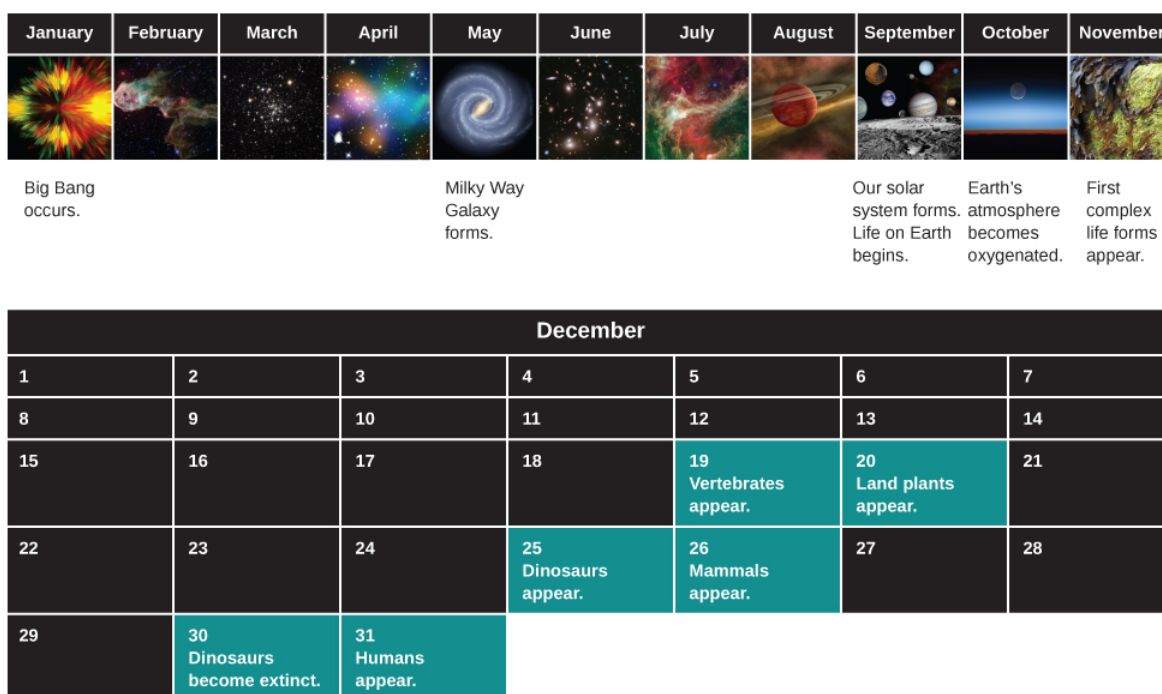 January February March April May June July August September October November
Big Bang
occurs.
Milky Way
Galaxy
forms.
Our solar
system forms.
Life on Earth
begins.
Earth’s
atmosphere
becomes
oxygenated.
First
complex
life forms
appear.
December
1 2 3 4 5 6 7
8 9 10 11 12 13 14
15 16 17 18 19 20 21
Vertebrates
appear.
Land plants
appear.
22 23 24 25 26 27 28
Dinosaurs
appear.
Mammals
appear.
29 30 31
Dinosaurs
become extinct.
Humans
appear.